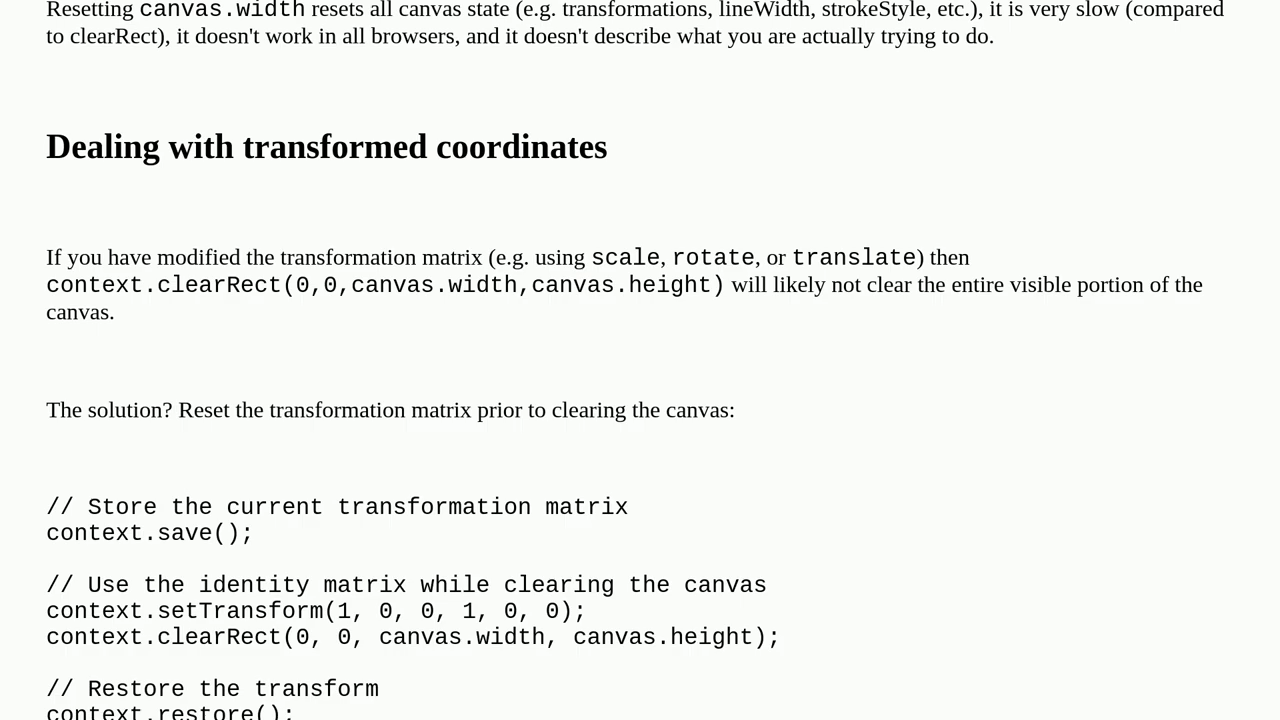 Resetting canvas.width resets all canvas state (e.g. transformations, lineWidth, strokeStyle, etc.), it is very slow (compared
to clearRect), it doesn't work in all browsers, and it doesn't describe what you are actually trying to do.
Dealing with transformed coordinates
If you have modified the transformation matrix (e.g. using scale, rotate, or translate) then
context.clearRect(0,0,canvas.width,canvas.height) will likely not clear the entire visible portion of the
canvas.
The solution? Reset the transformation matrix prior to clearing the canvas:
// Store the current transformation matrix
context.save();
// Use the identity matrix while clearing the canvas
context.setTransform(1, 0, 0, 1, 0, 0);
context.clearRect(0, 0, canvas.width, canvas.height);
// Restore the transform
context.restore();